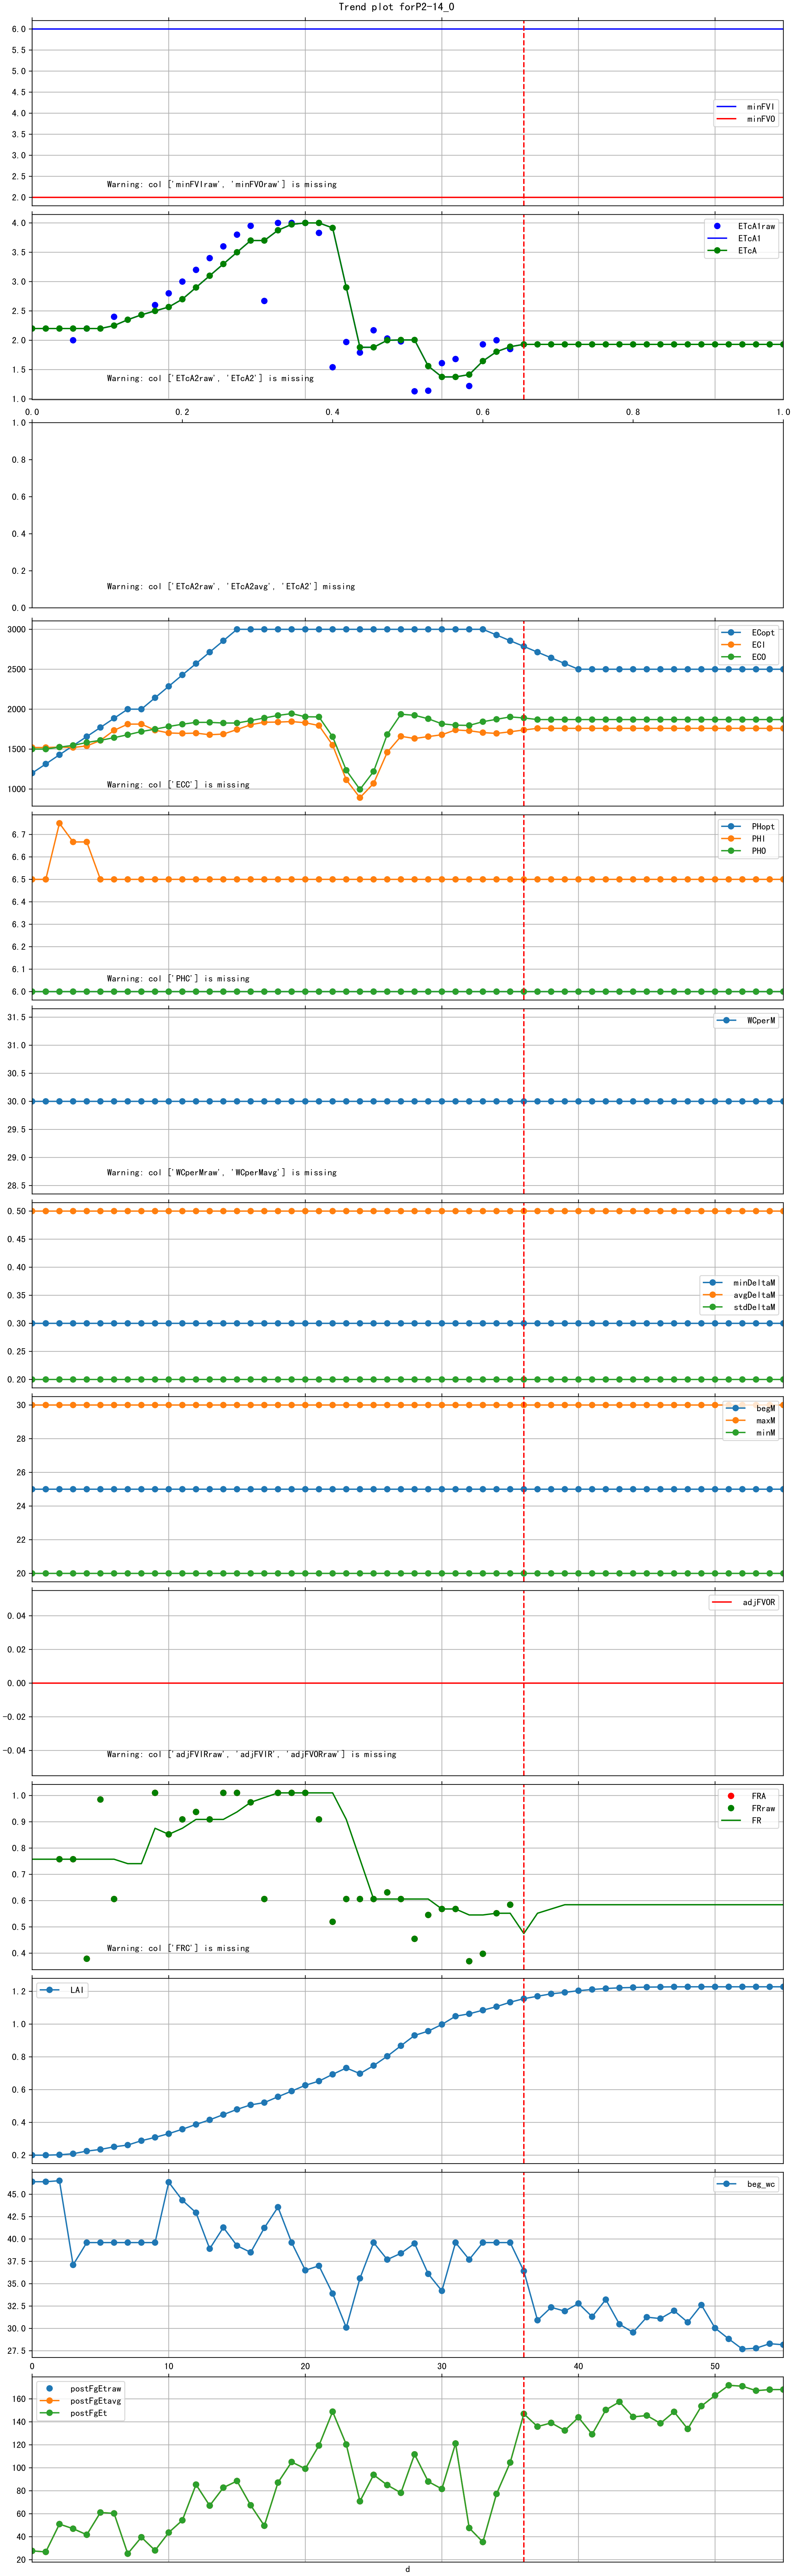 Trend plot forP2-14_0
6.0
5.5
5.0
4.5
4.0
3.5
3.0
2.5
2.0
minFVI
minFVO
Warning: col ['minFVIraw', 'minFVOraw'] is missing
4.0
3.5
3.0
2.5
2.0
1.5
1.0
ETcA1raw
ETcA1
ETcA
Warning: col ['ETcA2raw', 'ETcA2'] is missing
0.0 0.2 0.4 0.6 0.8 1.0
1.0
0.8
0.6
0.4
0.2
0.0
Warning: col ['ETcA2raw', 'ETcA2avg', 'ETcA2'] missing
3000
2500
2000
1500
1000
ECopt
ECI
ECO
Warning: col ['ECC'] is missing
6.7
6.6
6.5
6.4
6.3
6.2
6.1
6.0
PHopt
PHI
PHO
Warning: col ['PHC'] is missing
31.5
31.0
30.5
30.0
29.5
29.0
28.5
WCperM
Warning: col ['WCperMraw', 'WCperMavg'] is missing
0.50
0.45
0.40
0.35
0.30
0.25
0.20
minDeltaM
avgDeltaM
stdDeltaM
30
28
26
24
22
20
begM
maxM
minM
0.04
0.02
0.00
-0.02
-0.04
adjFVOR
Warning: col ['adjFVIRraw', 'adjFVIR', 'adjFVORraw'] is missing
1.0
0.9
0.8
0.7
0.6
0.5
0.4
FRA
FRraw
FR
Warning: col ['FRC'] is missing
1.2
1.0
0.8
0.6
0.4
0.2
LAI
45.0
42.5
40.0
37.5
35.0
32.5
30.0
27.5
beg_wc
0 10 20 30 40 50
160
140
120
100
80
60
40
20
postFgEtraw
postFgEtavg
postFgEt
d